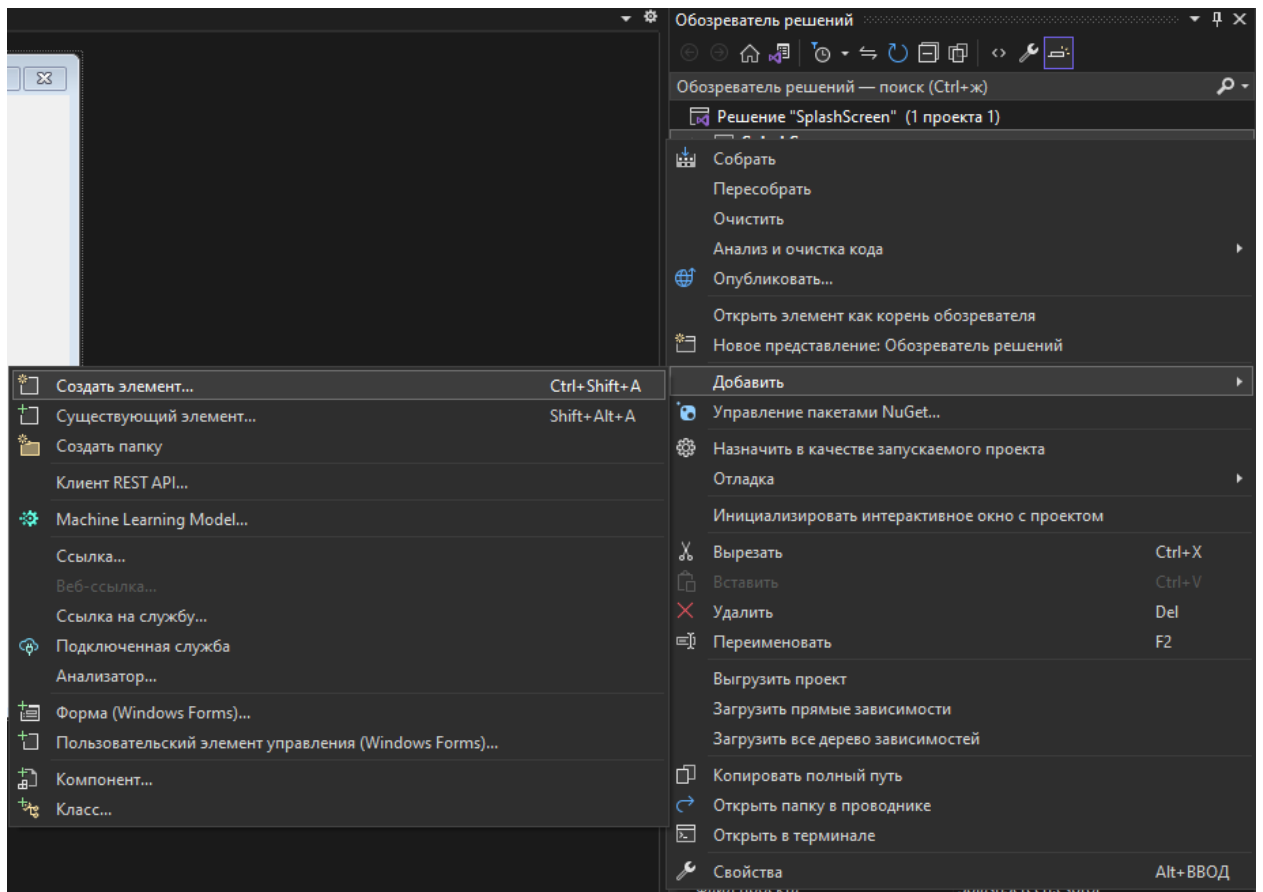 Обозреватель решений
Обозреватель решений — поиск (Ctrl+ж)
Решение "SplashScreen" (1 проекта 1)
Собрать
Пересобрать
Очистить
Анализ и очистка кода
Опубликовать...
Открыть элемент как корень обозревателя
Новое представление: Обозреватель решений
Добавить
Управление пакетами NuGet...
Назначить в качестве запускаемого проекта
Отладка
Инициализировать интерактивное окно с проектом
Вырезать Ctrl+X
Вставить Ctrl+V
Удалить Del
Переименовать F2
Выгрузить проект
Загрузить прямые зависимости
Загрузить все дерево зависимостей
Копировать полный путь
Открыть папку в проводнике
Открыть в терминале
Свойства Alt+ВВОД
Создать элемент... Ctrl+Shift+A
Существующий элемент... Shift+Alt+A
Создать папку
Клиент REST API...
Machine Learning Model...
Ссылка...
Веб-ссылка...
Ссылка на службу...
Подключенная служба
Анализатор...
Форма (Windows Forms)...
Пользовательский элемент управления (Windows Forms)...
Компонент...
Класс...